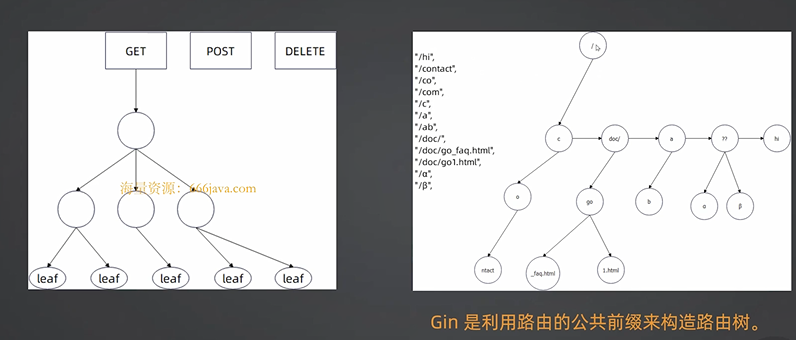 GET
POST
DELETE
海量资源：666java.com
leaf
leaf
leaf
leaf
leaf
"/hi",
"/contact",
"/co",
"/com",
"/c",
"/a",
"/ab",
"/doc/",
"/doc/go_faq.html",
"/doc/go1.html",
"/α",
"/β",
/
c
doc/
a
??
hi
o
go
b
α
β
ntact
_faq.html
1.html
Gin 是利用路由的公共前缀来构造路由树。